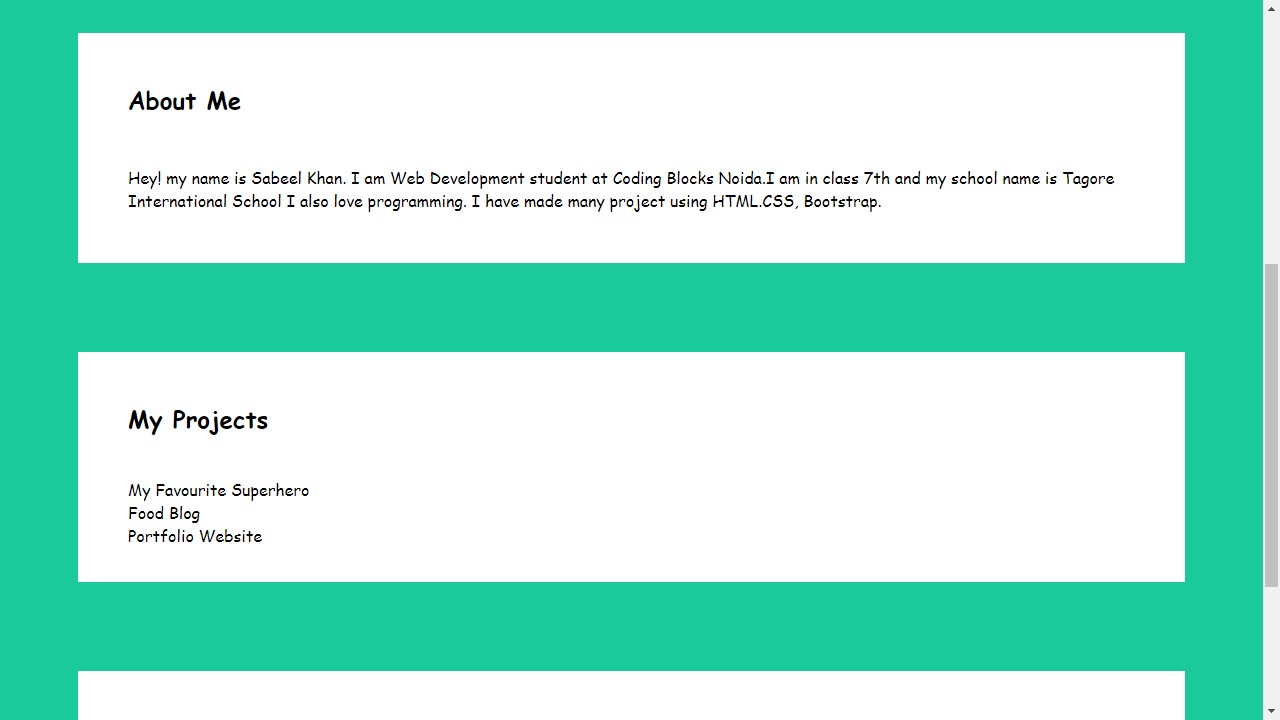 About Me
Hey! my name is Sabeel Khan. I am Web Development student at Coding Blocks Noida.I am in class 7th and my school name is Tagore
International School I also love programming. I have made many project using HTML.CSS, Bootstrap.
My Projects
My Favourite Superhero
Food Blog
Portfolio Website